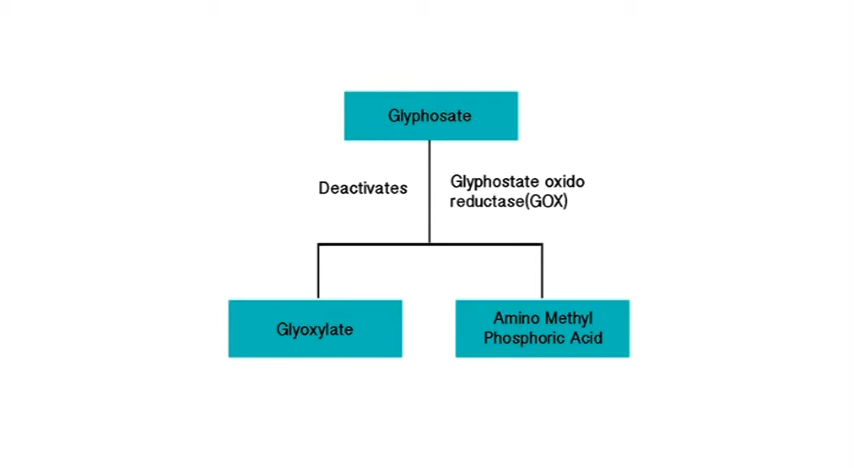 Glyphosate
Deactivates
Glyphostate oxido
reductase(GOX)
Glyoxylate
Amino Methyl
Phosphoric Acid